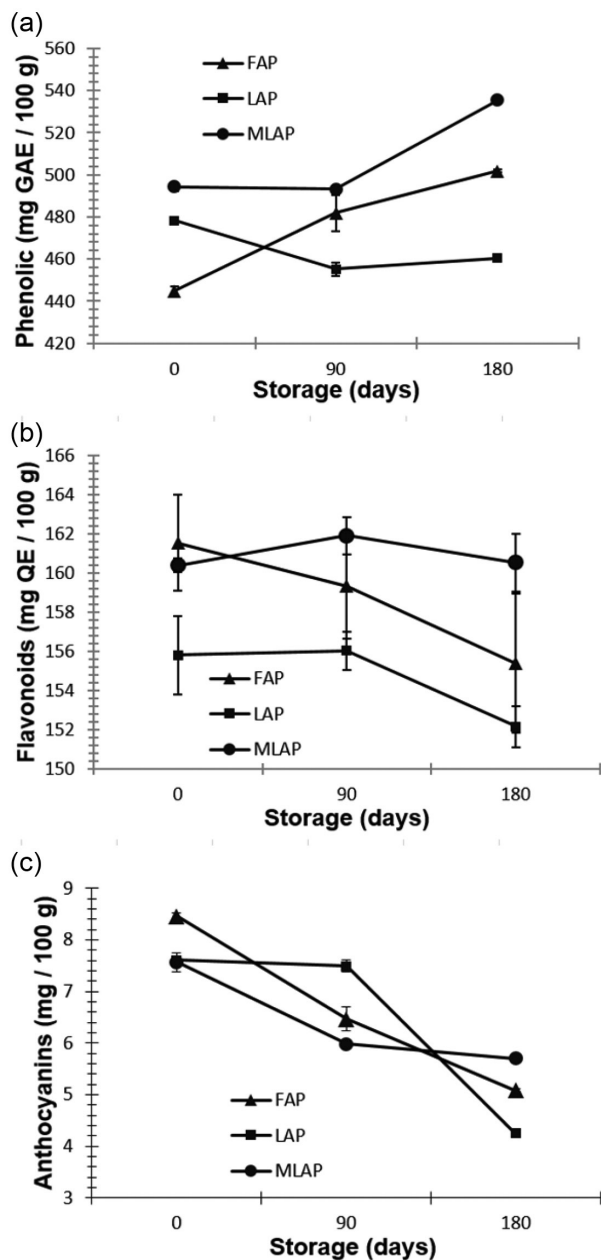 (a)
560
540
520
500
480
460
440
420
Phenolic (mg GAE / 100 g)
FAP
LAP
MLAP
0
90
180
Storage (days)
(b)
166
164
162
160
156
154
152
150
Flavonoids (mg QE / 100 g)
FAP
LAP
MLAP
0
90
180
Storage (days)
(c)
9
8
7
6
5
4
3
Anthocyanins (mg / 100 g)
FAP
LAP
MLAP
0
90
180
Storage (days)